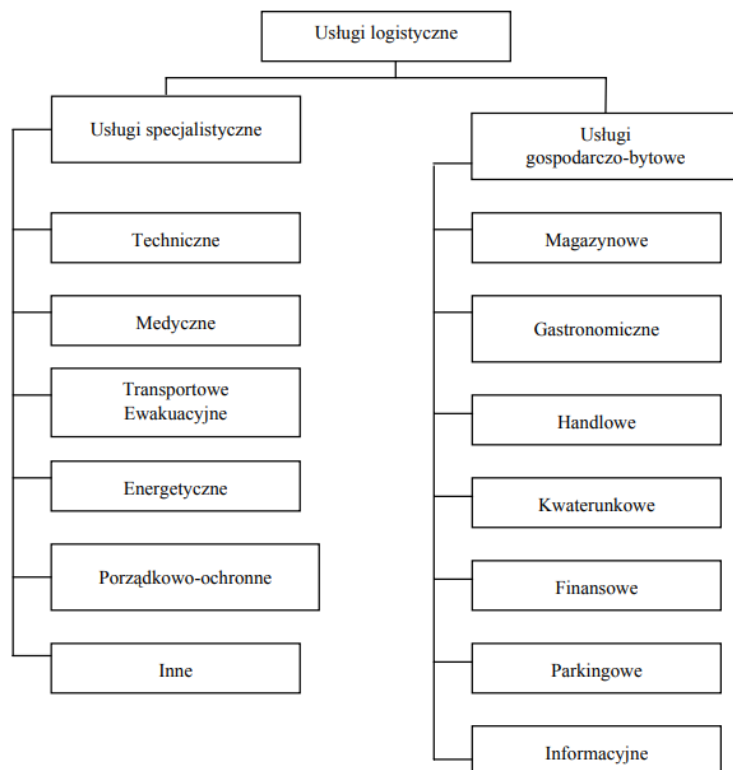 Usługi logistyczne
Usługi specjalistyczne
Techniczne
Medyczne
Transportowe
Ewakuacyjne
Energetyczne
Porządkowo-ochronne
Inne
Usługi
gospodarczo-bytowe
Magazynowe
Gastronomiczne
Handlowe
Kwaterunkowe
Finansowe
Parkingowe
Informacyjne